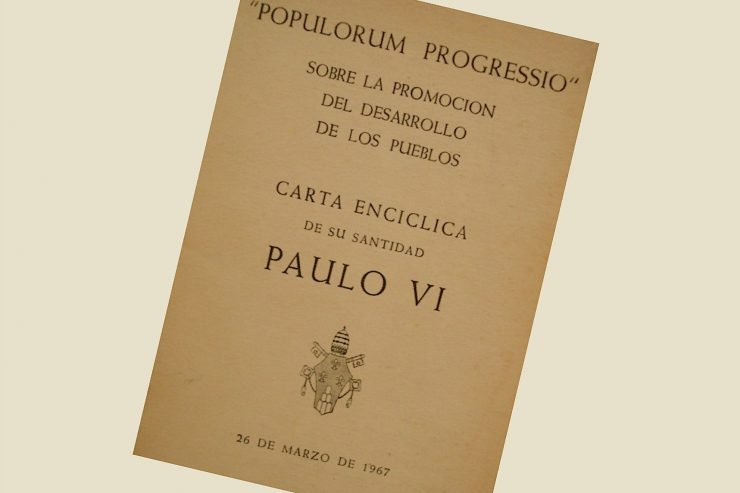 "POPULORUM PROGRESSIO"
SOBRE LA PROMOCION
DEL DESARROLLO
DE LOS PUEBLOS
CARTA ENCICLICA
DE SU SANTIDAD
PAULO VI
26 DE MARZO DE 1967